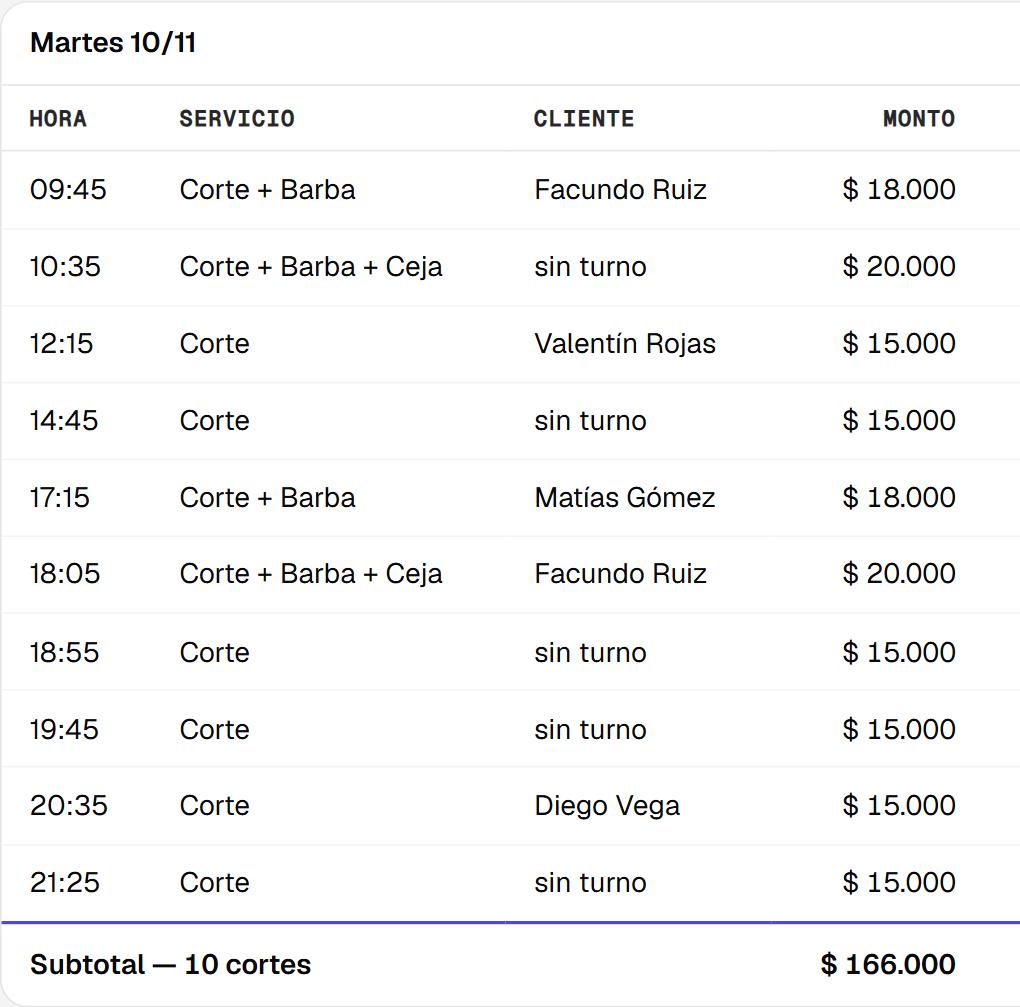 Martes 10/11
HORA SERVICIO CLIENTE MONTO
09:45 Corte + Barba Facundo Ruiz $ 18.000
10:35 Corte + Barba + Ceja sin turno $ 20.000
12:15 Corte Valentín Rojas $ 15.000
14:45 Corte sin turno $ 15.000
17:15 Corte + Barba Matías Gómez $ 18.000
18:05 Corte + Barba + Ceja Facundo Ruiz $ 20.000
18:55 Corte sin turno $ 15.000
19:45 Corte sin turno $ 15.000
20:35 Corte Diego Vega $ 15.000
21:25 Corte sin turno $ 15.000
Subtotal — 10 cortes $ 166.000